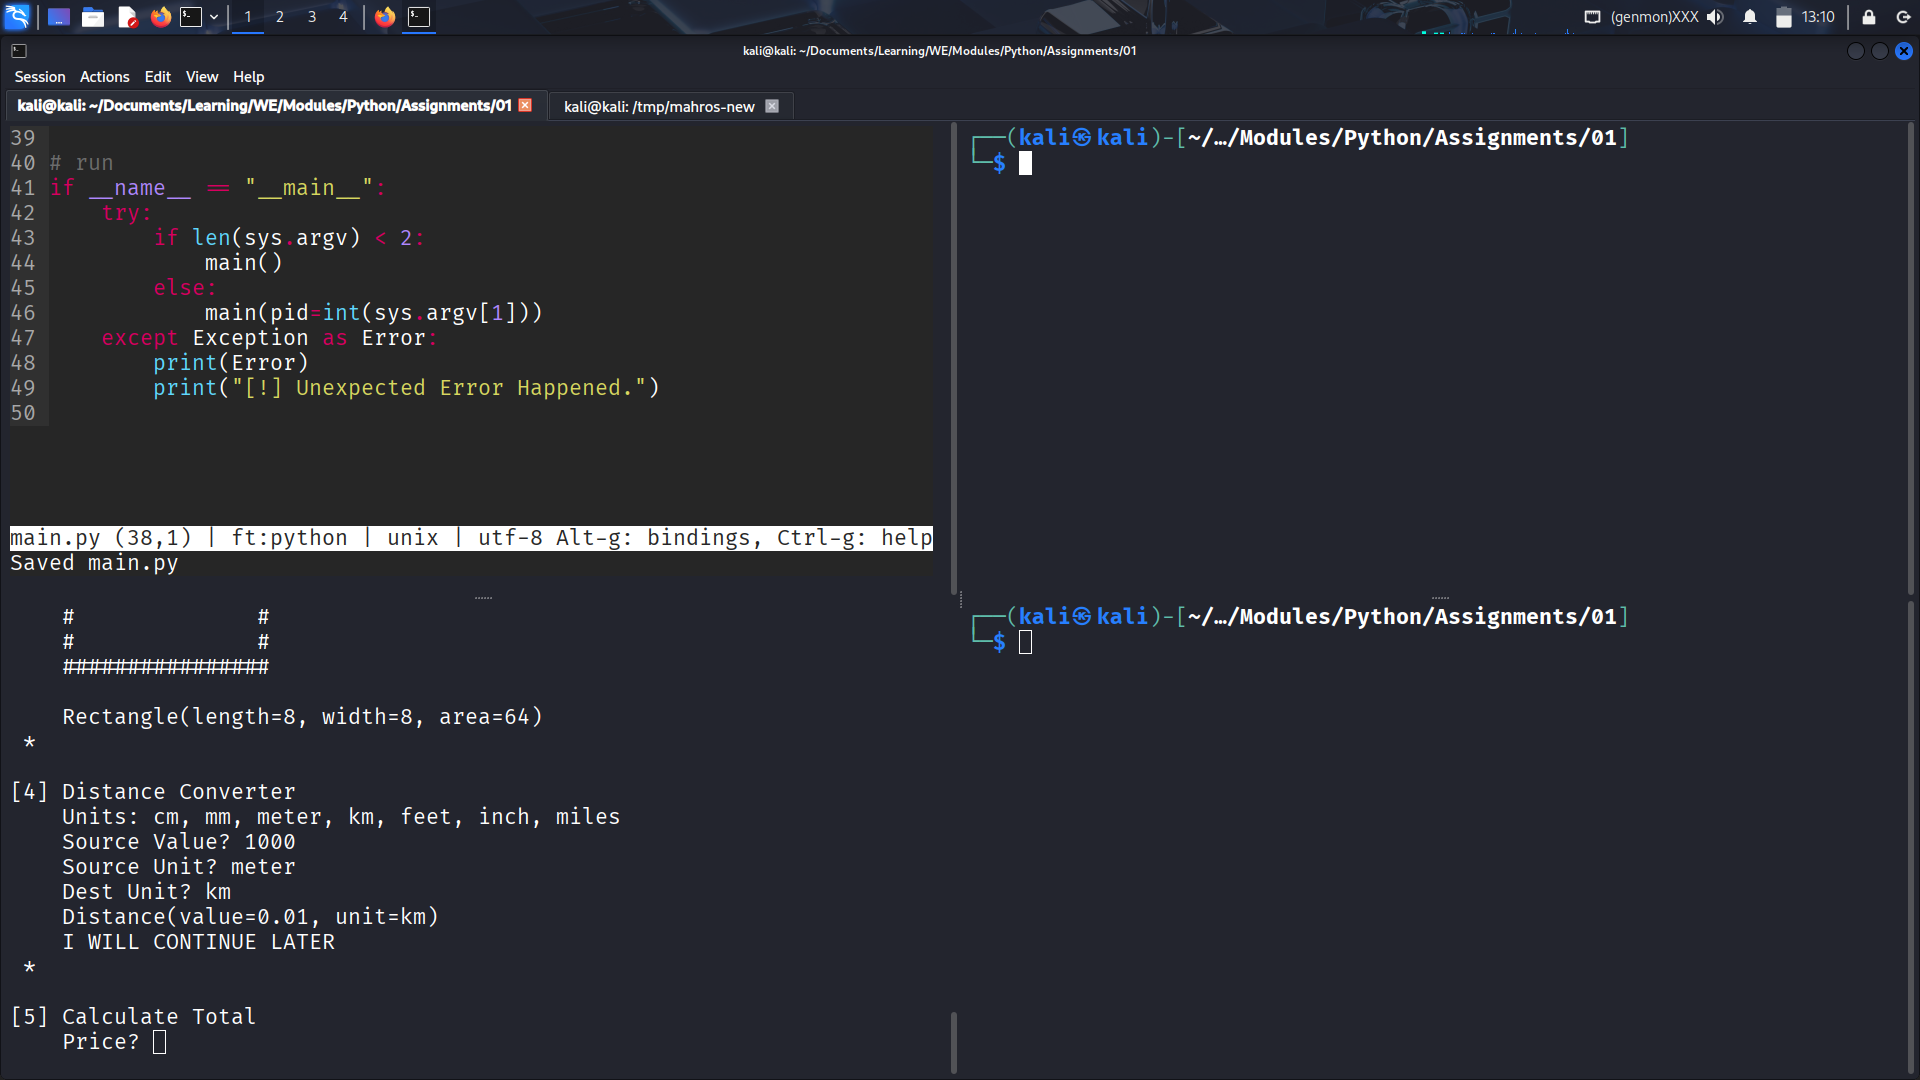 1 2 3 4 (genmon)XXX 13:10
kali@kali: ~/Documents/Learning/WE/Modules/Python/Assignments/01
Session Actions Edit View Help
kali@kali: ~/Documents/Learning/WE/Modules/Python/Assignments/01 kali@kali: /tmp/mahros-new
39
40 # run
41 if __name__ == "__main__":
42     try:
43         if len(sys.argv) < 2:
44             main()
45         else:
46             main(pid=int(sys.argv[1]))
47     except Exception as Error:
48         print(Error)
49         print("[!] Unexpected Error Happened.")
50
main.py (38,1) | ft:python | unix | utf-8 Alt-g: bindings, Ctrl-g: help
Saved main.py
    #              #
    #              #
    ################
    Rectangle(length=8, width=8, area=64)
 *
[4] Distance Converter
    Units: cm, mm, meter, km, feet, inch, miles
    Source Value? 1000
    Source Unit? meter
    Dest Unit? km
    Distance(value=0.01, unit=km)
    I WILL CONTINUE LATER
 *
[5] Calculate Total
    Price?
┌──(kali㉿kali)-[~/…/Modules/Python/Assignments/01]
└─$
┌──(kali㉿kali)-[~/…/Modules/Python/Assignments/01]
└─$